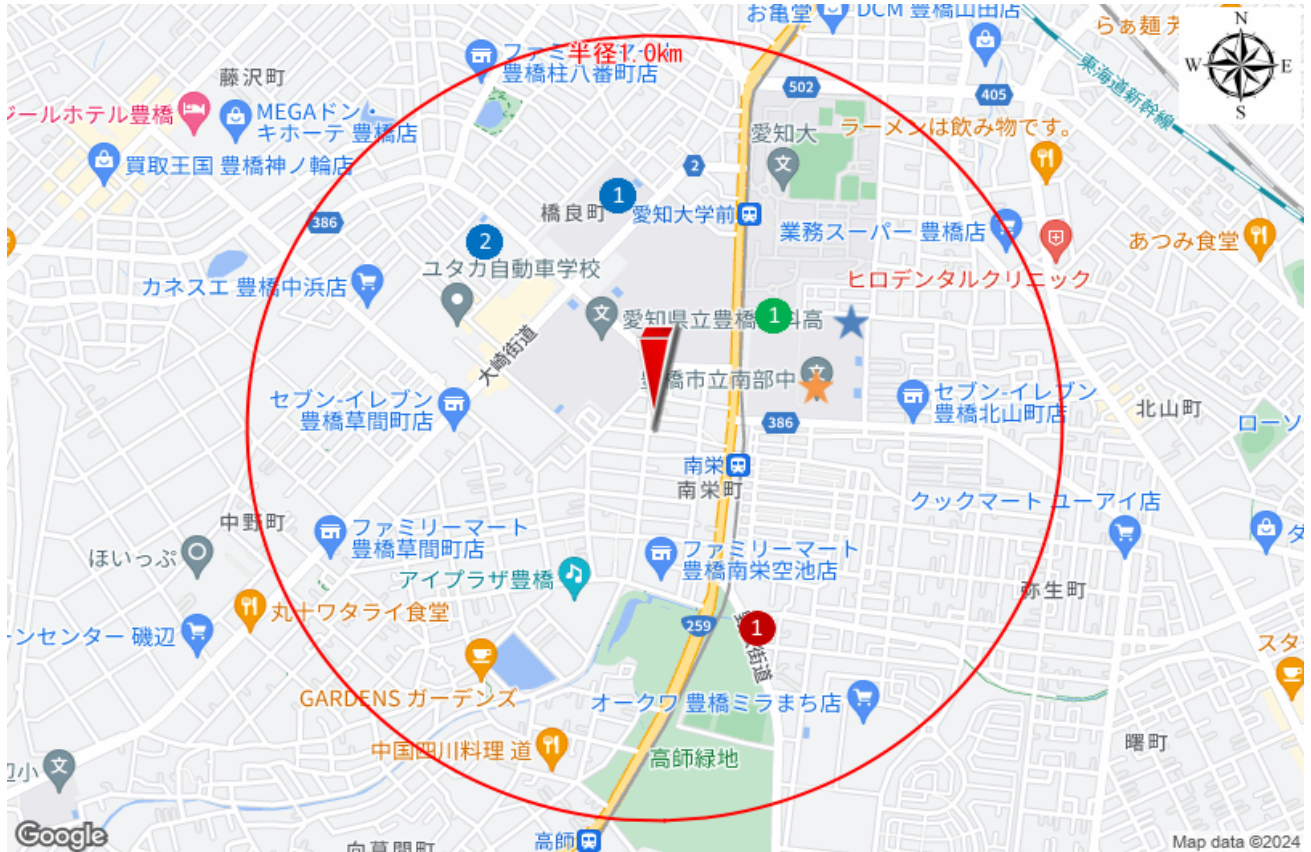 お亀堂
DCM 豊橋山田店
らぁ麺
N
W
E
S
東海道新幹線
半径1.0km
豊橋柱八番町店
藤沢町
502
405
ールホテル豊橋
MEGAドン・
キホーテ 豊橋店
愛知大
ラーメンは飲み物です。
買取王国 豊橋神ノ輪店
2
1
橋良町
愛知大学前
386
2
業務スーパー 豊橋店
あつみ食堂
ユタカ自動車学校
カネスエ 豊橋中浜店
ヒロデンタルクリニック
1
愛知県立豊橋
科高
大崎街道
橋市立南部中
セブン-イレブン
豊橋草間町店
セブン-イレブン
豊橋北山町店
北山町
386
ローソ
南栄
南栄町
クックマート ユーアイ店
中野町
ファミリーマート
豊橋草間町店
ほいっぷ
ファミリーマート
豊橋南栄空池店
アイプラザ豊橋
弥生町
丸十ワタライ食堂
259
1
街道
ンセンター 磯辺
スタ
GARDENS ガーデンズ
オークワ 豊橋ミラまち店
中国四川料理 道
高師緑地
曙町
辺小
Google
高師
向草間町
Map data ©2024